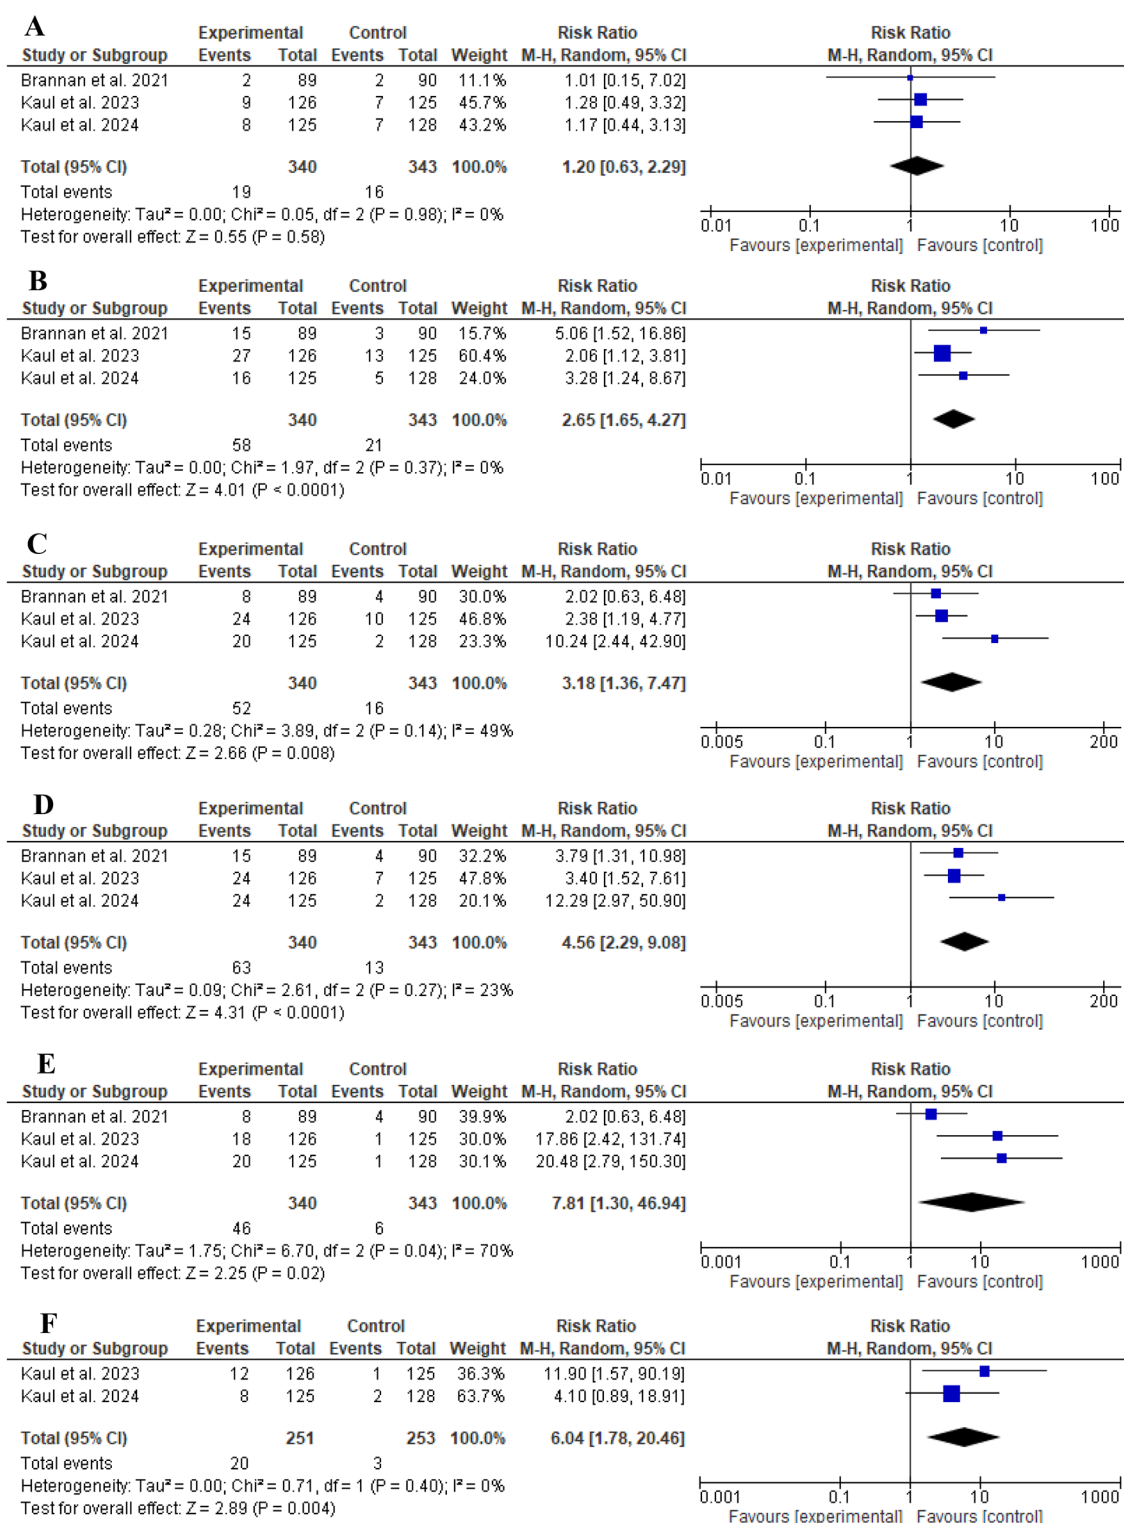 A
Experimental Control Risk Ratio Risk Ratio
Study or Subgroup Events Total Events Total Weight M-H, Random, 95% CI M-H, Random, 95% CI
Brannan et al. 2021 2 89 2 90 11.1% 1.01 [0.15, 7.02]
Kaul et al. 2023 9 126 7 125 45.7% 1.28 [0.49, 3.32]
Kaul et al. 2024 8 125 7 128 43.2% 1.17 [0.44, 3.13]
Total (95% CI) 340 343 100.0% 1.20 [0.63, 2.29]
Total events 19 16
Heterogeneity: Tau² = 0.00; Chi² = 0.05, df = 2 (P = 0.98); I² = 0%
Test for overall effect: Z = 0.55 (P = 0.58)
0.01 0.1 1 10 100
Favours [experimental] Favours [control]
B
Experimental Control Risk Ratio Risk Ratio
Study or Subgroup Events Total Events Total Weight M-H, Random, 95% CI M-H, Random, 95% CI
Brannan et al. 2021 15 89 3 90 15.7% 5.06 [1.52, 16.86]
Kaul et al. 2023 27 126 13 125 60.4% 2.06 [1.12, 3.81]
Kaul et al. 2024 16 125 5 128 24.0% 3.28 [1.24, 8.67]
Total (95% CI) 340 343 100.0% 2.65 [1.65, 4.27]
Total events 58 21
Heterogeneity: Tau² = 0.00; Chi² = 1.97, df = 2 (P = 0.37); I² = 0%
Test for overall effect: Z = 4.01 (P < 0.0001)
0.01 0.1 1 10 100
Favours [experimental] Favours [control]
C
Experimental Control Risk Ratio Risk Ratio
Study or Subgroup Events Total Events Total Weight M-H, Random, 95% CI M-H, Random, 95% CI
Brannan et al. 2021 8 89 4 90 30.0% 2.02 [0.63, 6.48]
Kaul et al. 2023 24 126 10 125 46.8% 2.38 [1.19, 4.77]
Kaul et al. 2024 20 125 2 128 23.3% 10.24 [2.44, 42.90]
Total (95% CI) 340 343 100.0% 3.18 [1.36, 7.47]
Total events 52 16
Heterogeneity: Tau² = 0.28; Chi² = 3.89, df = 2 (P = 0.14); I² = 49%
Test for overall effect: Z = 2.66 (P = 0.008)
0.005 0.1 1 10 200
Favours [experimental] Favours [control]
D
Experimental Control Risk Ratio Risk Ratio
Study or Subgroup Events Total Events Total Weight M-H, Random, 95% CI M-H, Random, 95% CI
Brannan et al. 2021 15 89 4 90 32.2% 3.79 [1.31, 10.98]
Kaul et al. 2023 24 126 7 125 47.8% 3.40 [1.52, 7.61]
Kaul et al. 2024 24 125 2 128 20.1% 12.29 [2.97, 50.90]
Total (95% CI) 340 343 100.0% 4.56 [2.29, 9.08]
Total events 63 13
Heterogeneity: Tau² = 0.09; Chi² = 2.61, df = 2 (P = 0.27); I² = 23%
Test for overall effect: Z = 4.31 (P < 0.0001)
0.005 0.1 1 10 200
Favours [experimental] Favours [control]
E
Experimental Control Risk Ratio Risk Ratio
Study or Subgroup Events Total Events Total Weight M-H, Random, 95% CI M-H, Random, 95% CI
Brannan et al. 2021 8 89 4 90 39.9% 2.02 [0.63, 6.48]
Kaul et al. 2023 18 126 1 125 30.0% 17.86 [2.42, 131.74]
Kaul et al. 2024 20 125 1 128 30.1% 20.48 [2.79, 150.30]
Total (95% CI) 340 343 100.0% 7.81 [1.30, 46.94]
Total events 46 6
Heterogeneity: Tau² = 1.75; Chi² = 6.70, df = 2 (P = 0.04); I² = 70%
Test for overall effect: Z = 2.25 (P = 0.02)
0.001 0.1 1 10 1000
Favours [experimental] Favours [control]
F
Experimental Control Risk Ratio Risk Ratio
Study or Subgroup Events Total Events Total Weight M-H, Random, 95% CI M-H, Random, 95% CI
Kaul et al. 2023 12 126 1 125 36.3% 11.90 [1.57, 90.19]
Kaul et al. 2024 8 125 2 128 63.7% 4.10 [0.89, 18.91]
Total (95% CI) 251 253 100.0% 6.04 [1.78, 20.46]
Total events 20 3
Heterogeneity: Tau² = 0.00; Chi² = 0.71, df = 1 (P = 0.40); I² = 0%
Test for overall effect: Z = 2.89 (P = 0.004)
0.001 0.1 1 10 1000
Favours [experimental] Favours [control]